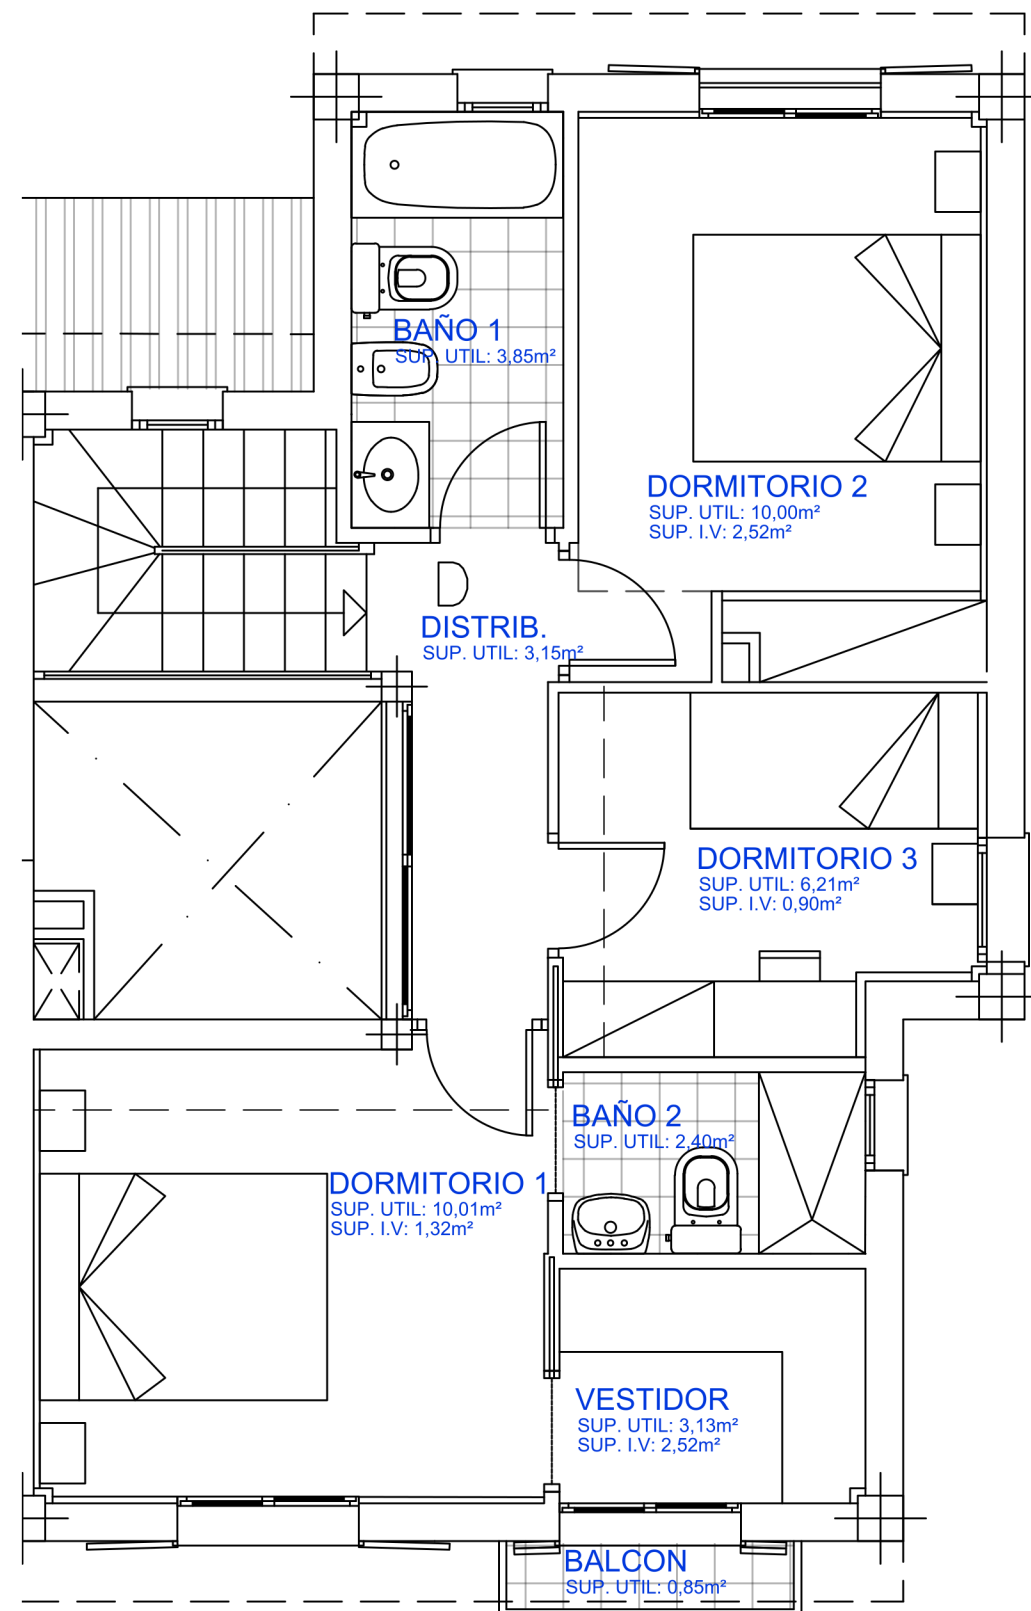 BAÑO 1
SUP. UTIL: 3,85m²
DORMITORIO 2
SUP. UTIL: 10,00m²
SUP. I.V: 2,52m²
DISTRIB.
SUP. UTIL: 3,15m²
DORMITORIO 3
SUP. UTIL: 6,21m²
SUP. I.V: 0,90m²
BAÑO 2
SUP. UTIL: 2,40m²
DORMITORIO 1
SUP. UTIL: 10,01m²
SUP. I.V: 1,32m²
VESTIDOR
SUP. UTIL: 3,13m²
SUP. I.V: 2,52m²
BALCON
SUP. UTIL: 0,85m²